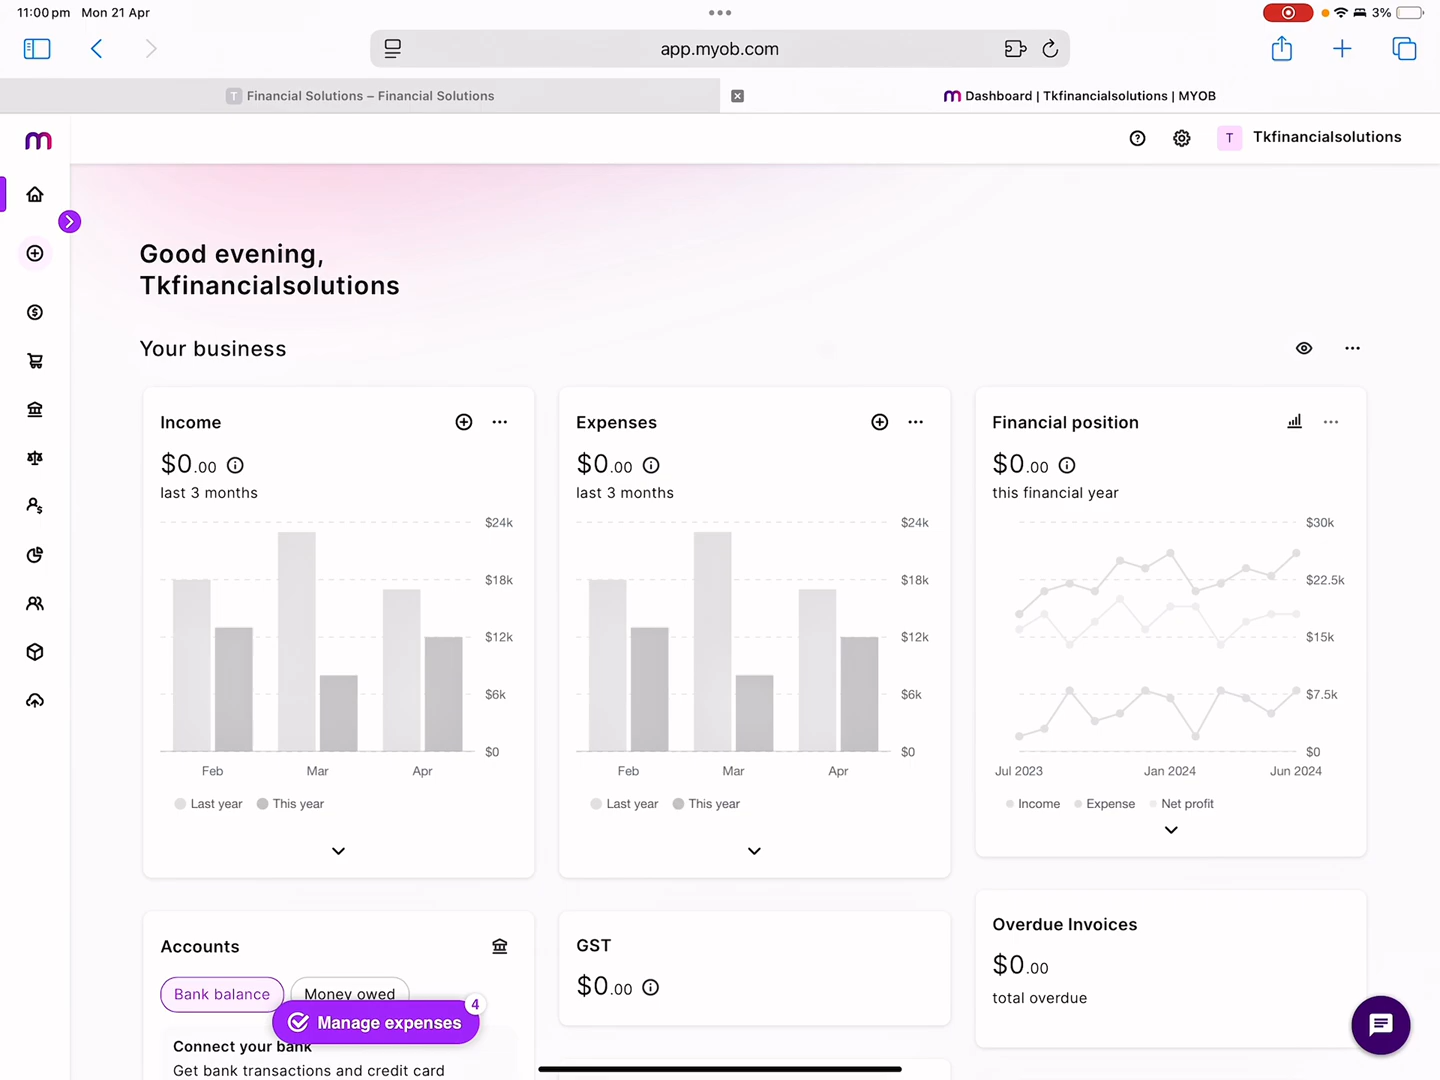 11:00 pm Mon 21 Apr
3%
app.myob.com
T Financial Solutions – Financial Solutions
Dashboard | Tkfinancialsolutions | MYOB
T Tkfinancialsolutions
Good evening,
Tkfinancialsolutions
Your business
Income
$0.00
last 3 months
$24k
$18k
$12k
$6k
$0
Feb Mar Apr
Last year This year
Expenses
$0.00
last 3 months
$24k
$18k
$12k
$6k
$0
Feb Mar Apr
Last year This year
Financial position
$0.00
this financial year
$30k
$22.5k
$15k
$7.5k
$0
Jul 2023 Jan 2024 Jun 2024
Income Expense Net profit
Accounts
Bank balance Money owed
Manage expenses 4
Connect your bank
Get bank transactions and credit card
GST
$0.00
Overdue Invoices
$0.00
total overdue